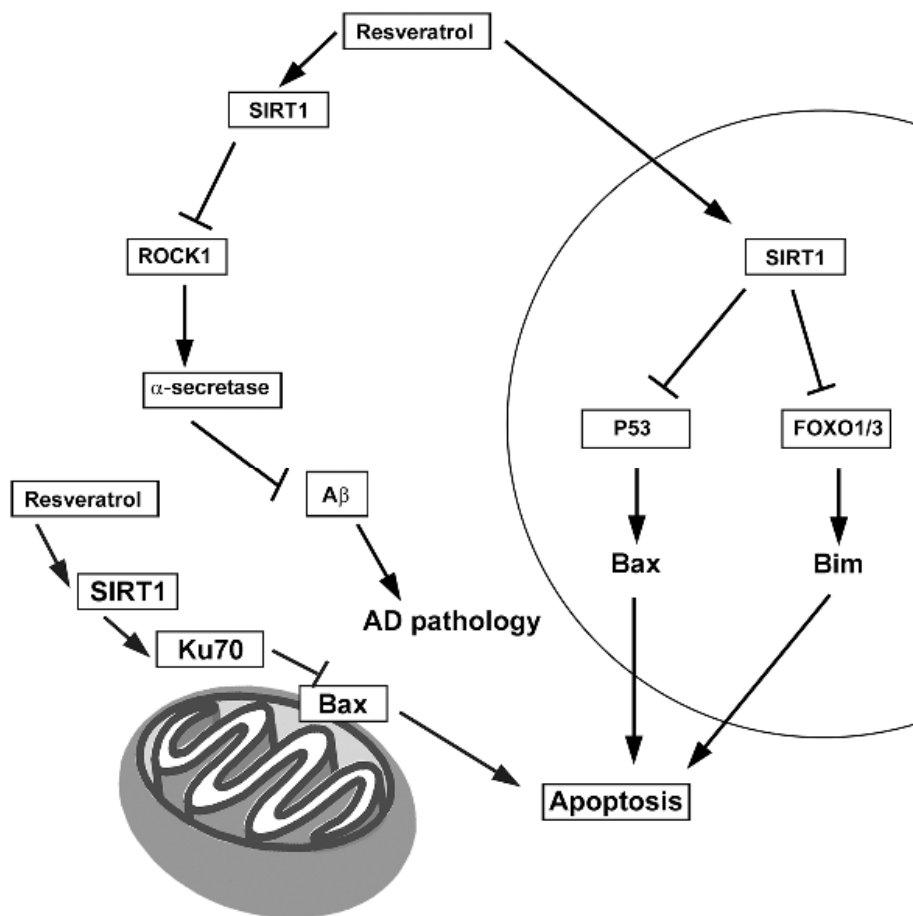 Resveratrol
SIRT1
ROCK1
SIRT1
α-secretase
P53
FOXO1/3
Resveratrol
Aβ
Bax
Bim
SIRT1
AD pathology
Ku70
Bax
Apoptosis